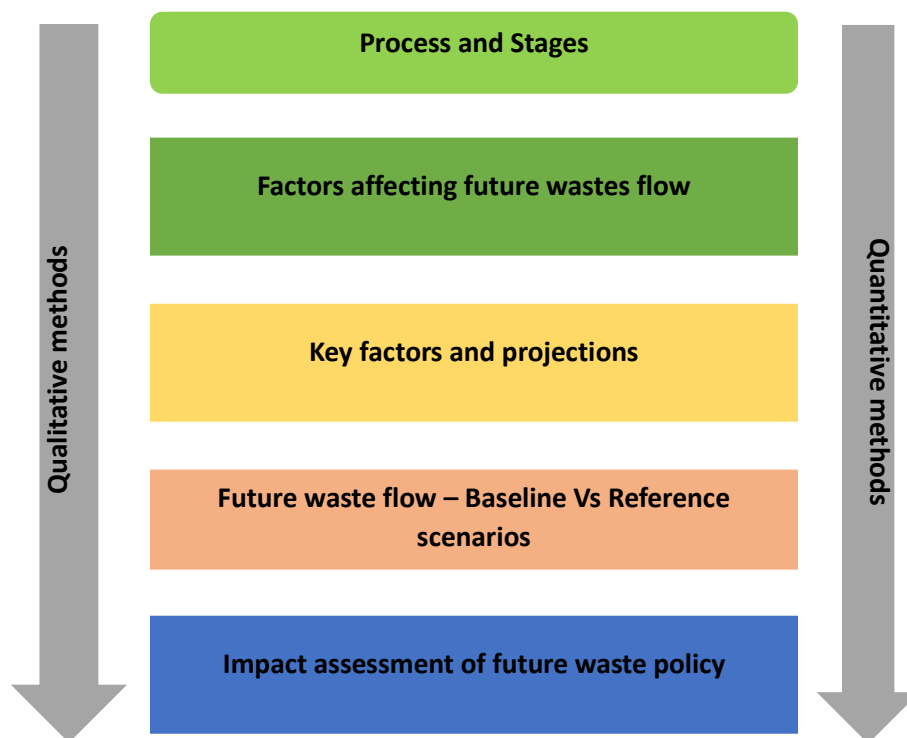 Process and Stages
Factors affecting future wastes flow
Key factors and projections
Future waste flow – Baseline Vs Reference
scenarios
Impact assessment of future waste policy
Qualitative methods
Quantitative methods